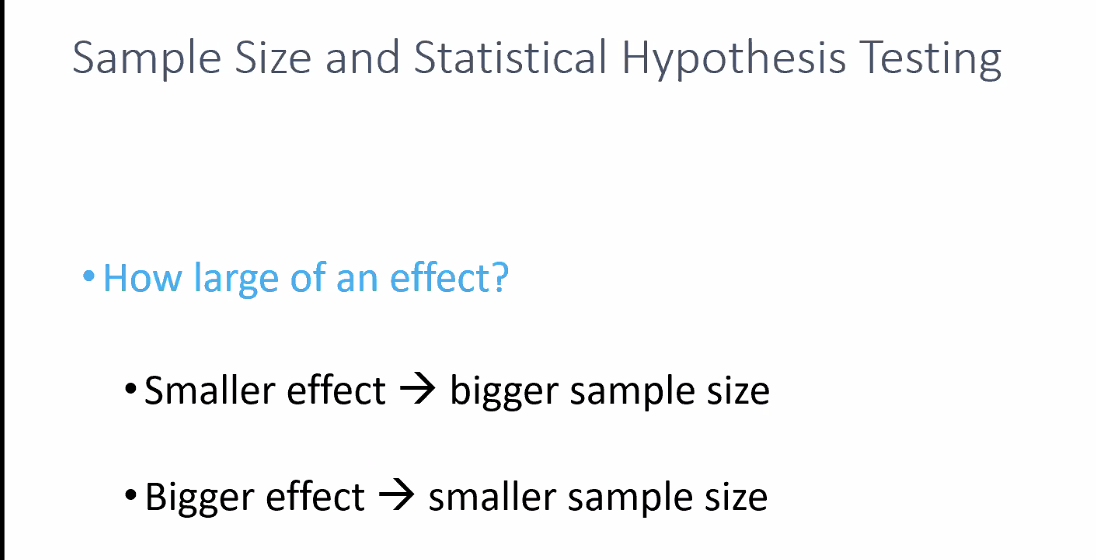 Sample Size and Statistical Hypothesis Testing
• How large of an effect?
• Smaller effect → bigger sample size
• Bigger effect → smaller sample size